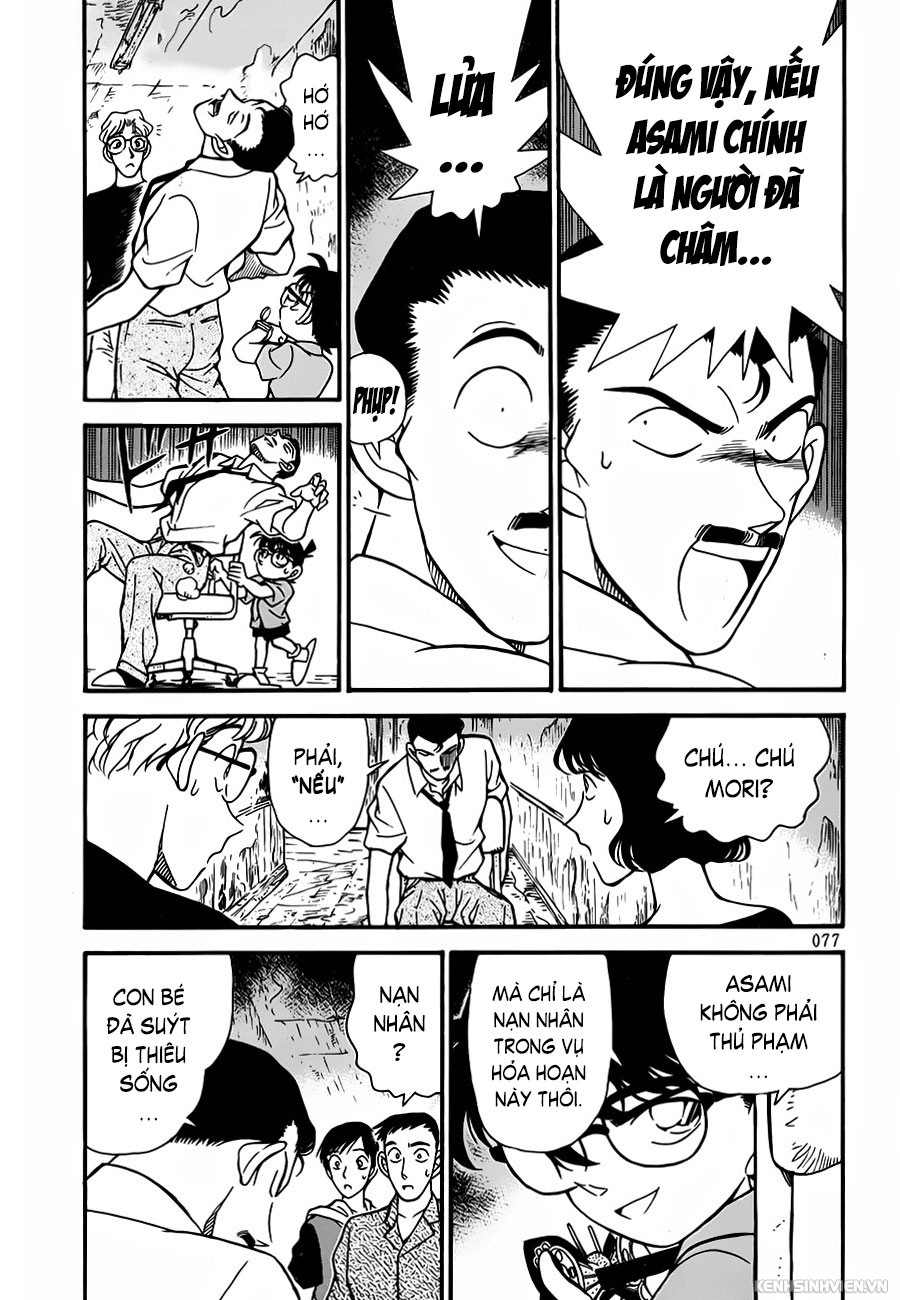 ĐÚNG VẬY, NẾU
ASAMI CHÍNH
LÀ NGƯỜI ĐÃ
CHÂM...
LỬA
...
PHỤP!
HỚ
HỚ
...
CHÚ... CHÚ
MORI?
PHẢI,
"NẾU"
...
077
ASAMI
KHÔNG PHẢI
THỦ PHẠM
...
MÀ CHỈ LÀ
NẠN NHÂN
TRONG VỤ
HỎA HOẠN
NÀY THÔI.
NẠN
NHÂN
?
CON BÉ
ĐÀ SUÝT
BỊ THIÊU
SỐNG
...
KENHSINHVIEN.VN